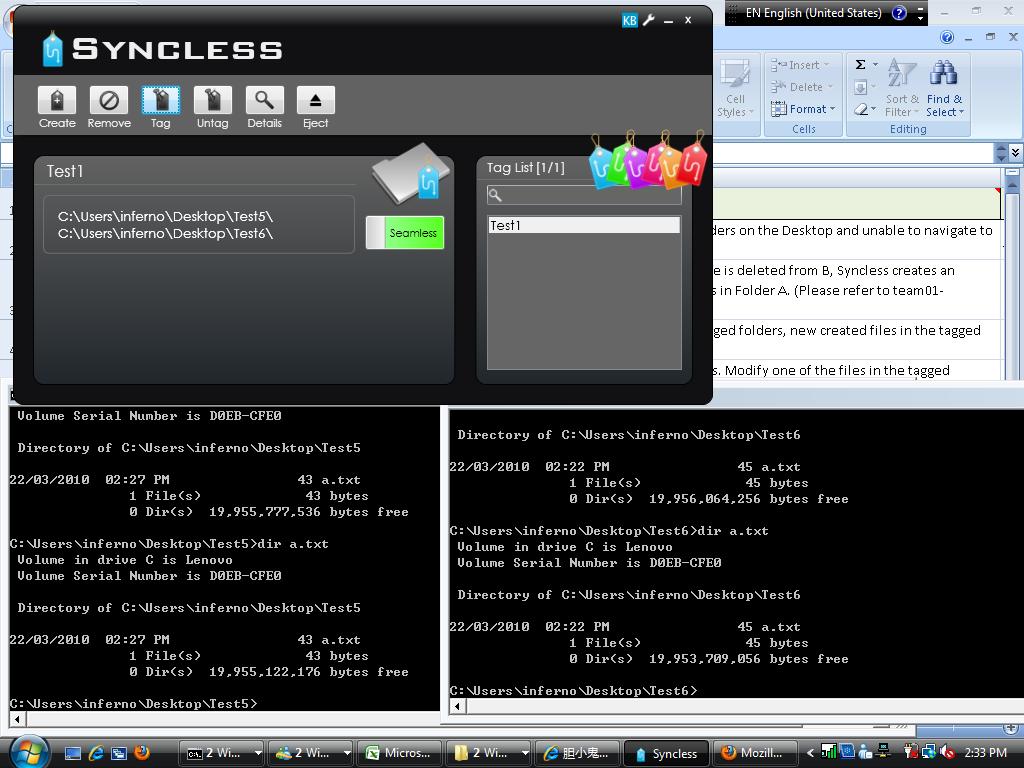 KB
EN English (United States)
SYNCLESS
Create
Remove
Tag
Untag
Details
Eject
Cell
Styles
Insert
Delete
Format
Cells
Σ
Sort &
Filter
Find &
Select
Editing
Test1
C:\Users\inferno\Desktop\Test5\
C:\Users\inferno\Desktop\Test6\
Seamless
Tag List [1/1]
Test1
ders on the Desktop and unable to navigate to
e is deleted from B, Syncless creates an
s in Folder A. (Please refer to team01-
ged folders, new created files in the tagged
s. Modify one of the files in the tagged
Volume Serial Number is D0EB-CFE0
Directory of C:\Users\inferno\Desktop\Test5
22/03/2010  02:27 PM                43 a.txt
1 File(s)             43 bytes
0 Dir(s)  19,955,777,536 bytes free
C:\Users\inferno\Desktop\Test5>dir a.txt
Volume in drive C is Lenovo
Volume Serial Number is D0EB-CFE0
Directory of C:\Users\inferno\Desktop\Test5
22/03/2010  02:27 PM                43 a.txt
1 File(s)             43 bytes
0 Dir(s)  19,955,122,176 bytes free
C:\Users\inferno\Desktop\Test5>
Directory of C:\Users\inferno\Desktop\Test6
22/03/2010  02:22 PM                45 a.txt
1 File(s)             45 bytes
0 Dir(s)  19,956,064,256 bytes free
C:\Users\inferno\Desktop\Test6>dir a.txt
Volume in drive C is Lenovo
Volume Serial Number is D0EB-CFE0
Directory of C:\Users\inferno\Desktop\Test6
22/03/2010  02:22 PM                45 a.txt
1 File(s)             45 bytes
0 Dir(s)  19,953,709,056 bytes free
C:\Users\inferno\Desktop\Test6>
2 Wi...
2 Wi...
Micros...
2 Wi...
胆小鬼...
Syncless
Mozill...
2:33 PM